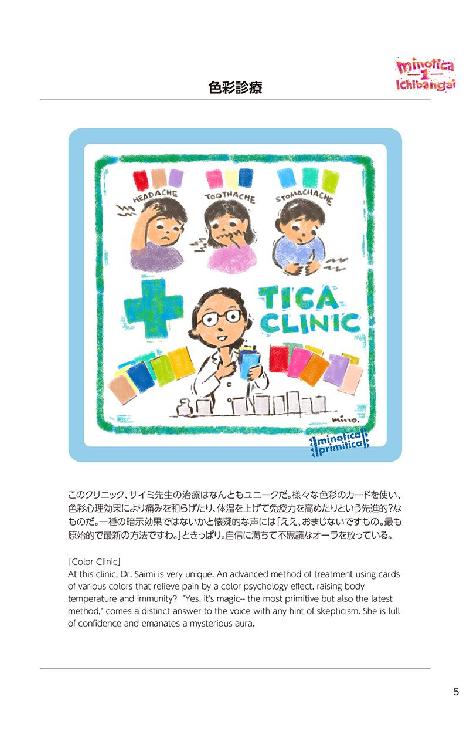 minotica
1
Ichibangai
色彩診療
HEADACHE TOOTHACHE STOMACHACHE
TICA
CLINIC
mino.
minotica
primitica
このクリニック、サイミ先生の治療はなんともユニークだ。様々な色彩のカードを使い、
色彩心理効果により痛みを和らげたり、体温を上げて免疫力を高めたりという先進的?な
ものだ。一種の暗示効果ではないかと懐疑的な声には「ええ、おまじないですもの。最も
原始的で最新の方法ですわ。」ときっぱり。自信に満ちて不思議なオーラを放っている。
[Color Clinic]
At this clinic, Dr. Saimi is very unique. An advanced method of treatment using cards
of various colors that relieve pain by a color psychology effect, raising body
temperature and immunity? "Yes, it's magic-- the most primitive but also the latest
method," comes a distinct answer to the voice with any hint of skepticism. She is full
of confidence and emanates a mysterious aura.
5